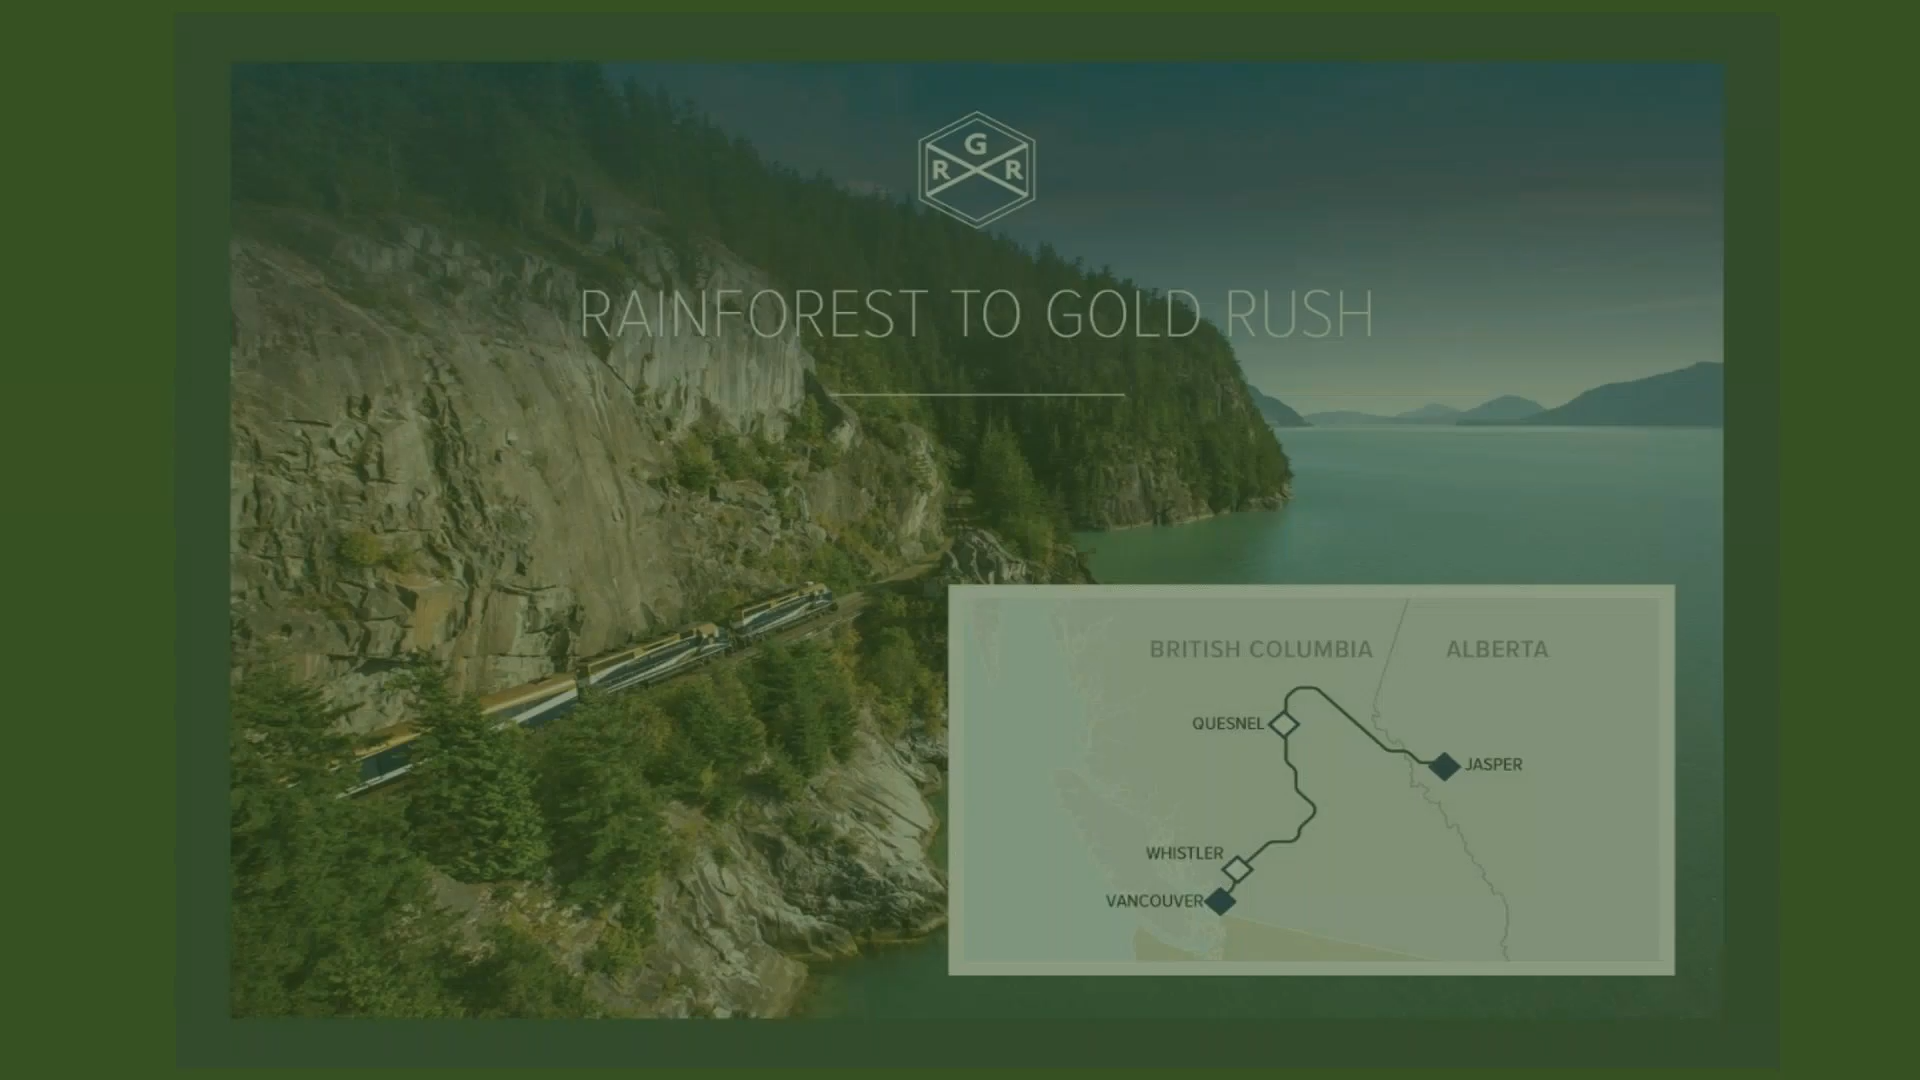 G
R R
RAINFOREST TO GOLD RUSH
BRITISH COLUMBIA ALBERTA
QUESNEL
JASPER
WHISTLER
VANCOUVER